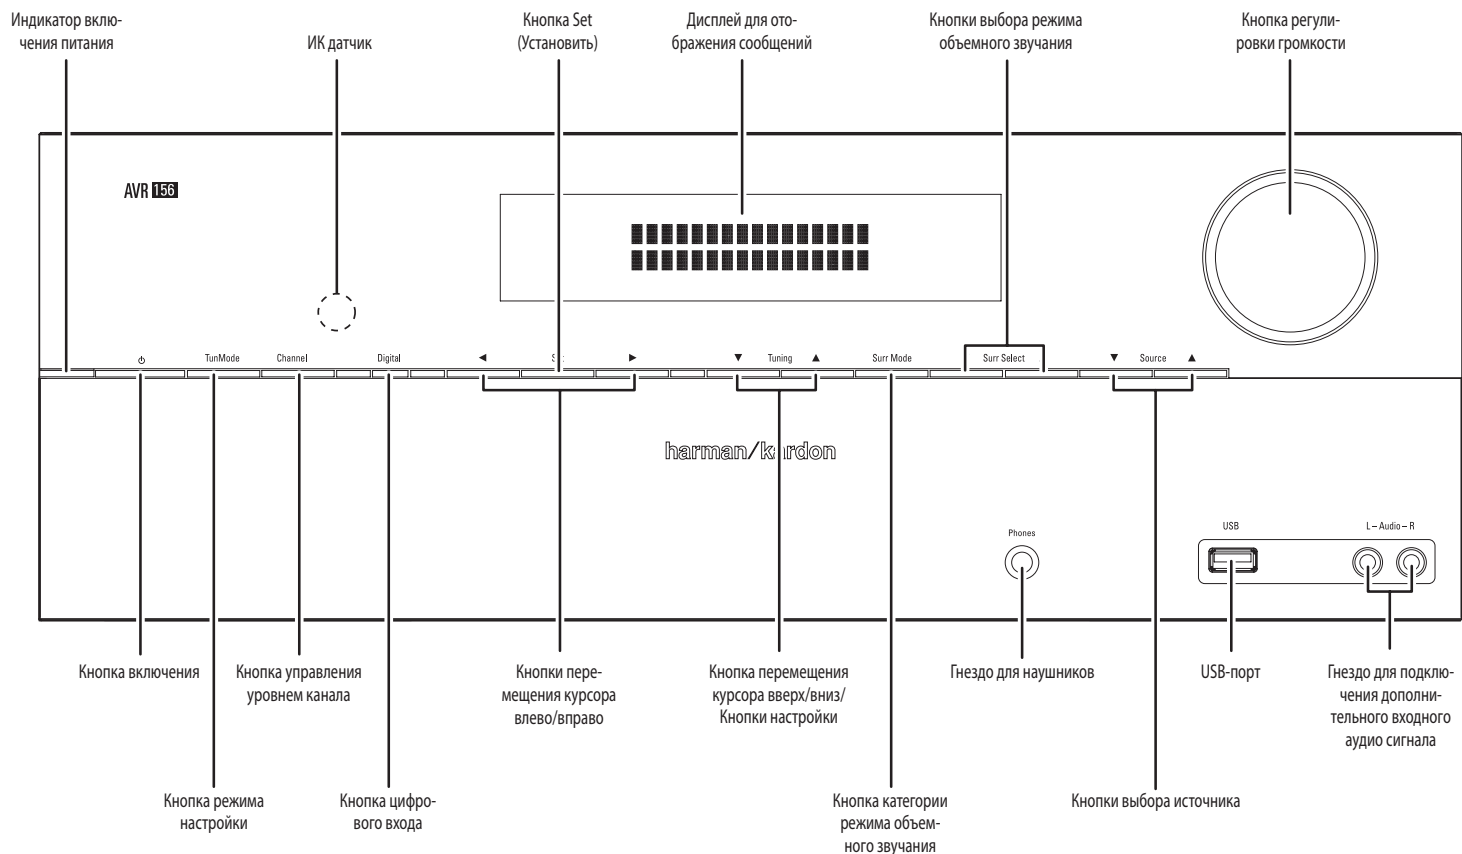 Индикатор вклю-
чения питания
ИК датчик
Кнопка Set
(Установить)
Дисплей для ото-
бражения сообщений
Кнопки выбора режима
объемного звучания
Кнопка регули-
ровки громкости
AVR 156
TunMode
Channel
Digital
Tuning
Surr Mode
Surr Select
Source
harman/kardon
Phones
USB
L – Audio – R
Кнопка включения
Кнопка управления
уровнем канала
Кнопки пере-
мещения курсора
влево/вправо
Кнопка перемещения
курсора вверх/вниз/
Кнопки настройки
Гнездо для наушников
USB-порт
Гнездо для подклю-
чения дополни-
тельного входного
аудио сигнала
Кнопка режима
настройки
Кнопка цифро-
вого входа
Кнопка категории
режима объем-
ного звучания
Кнопки выбора источника